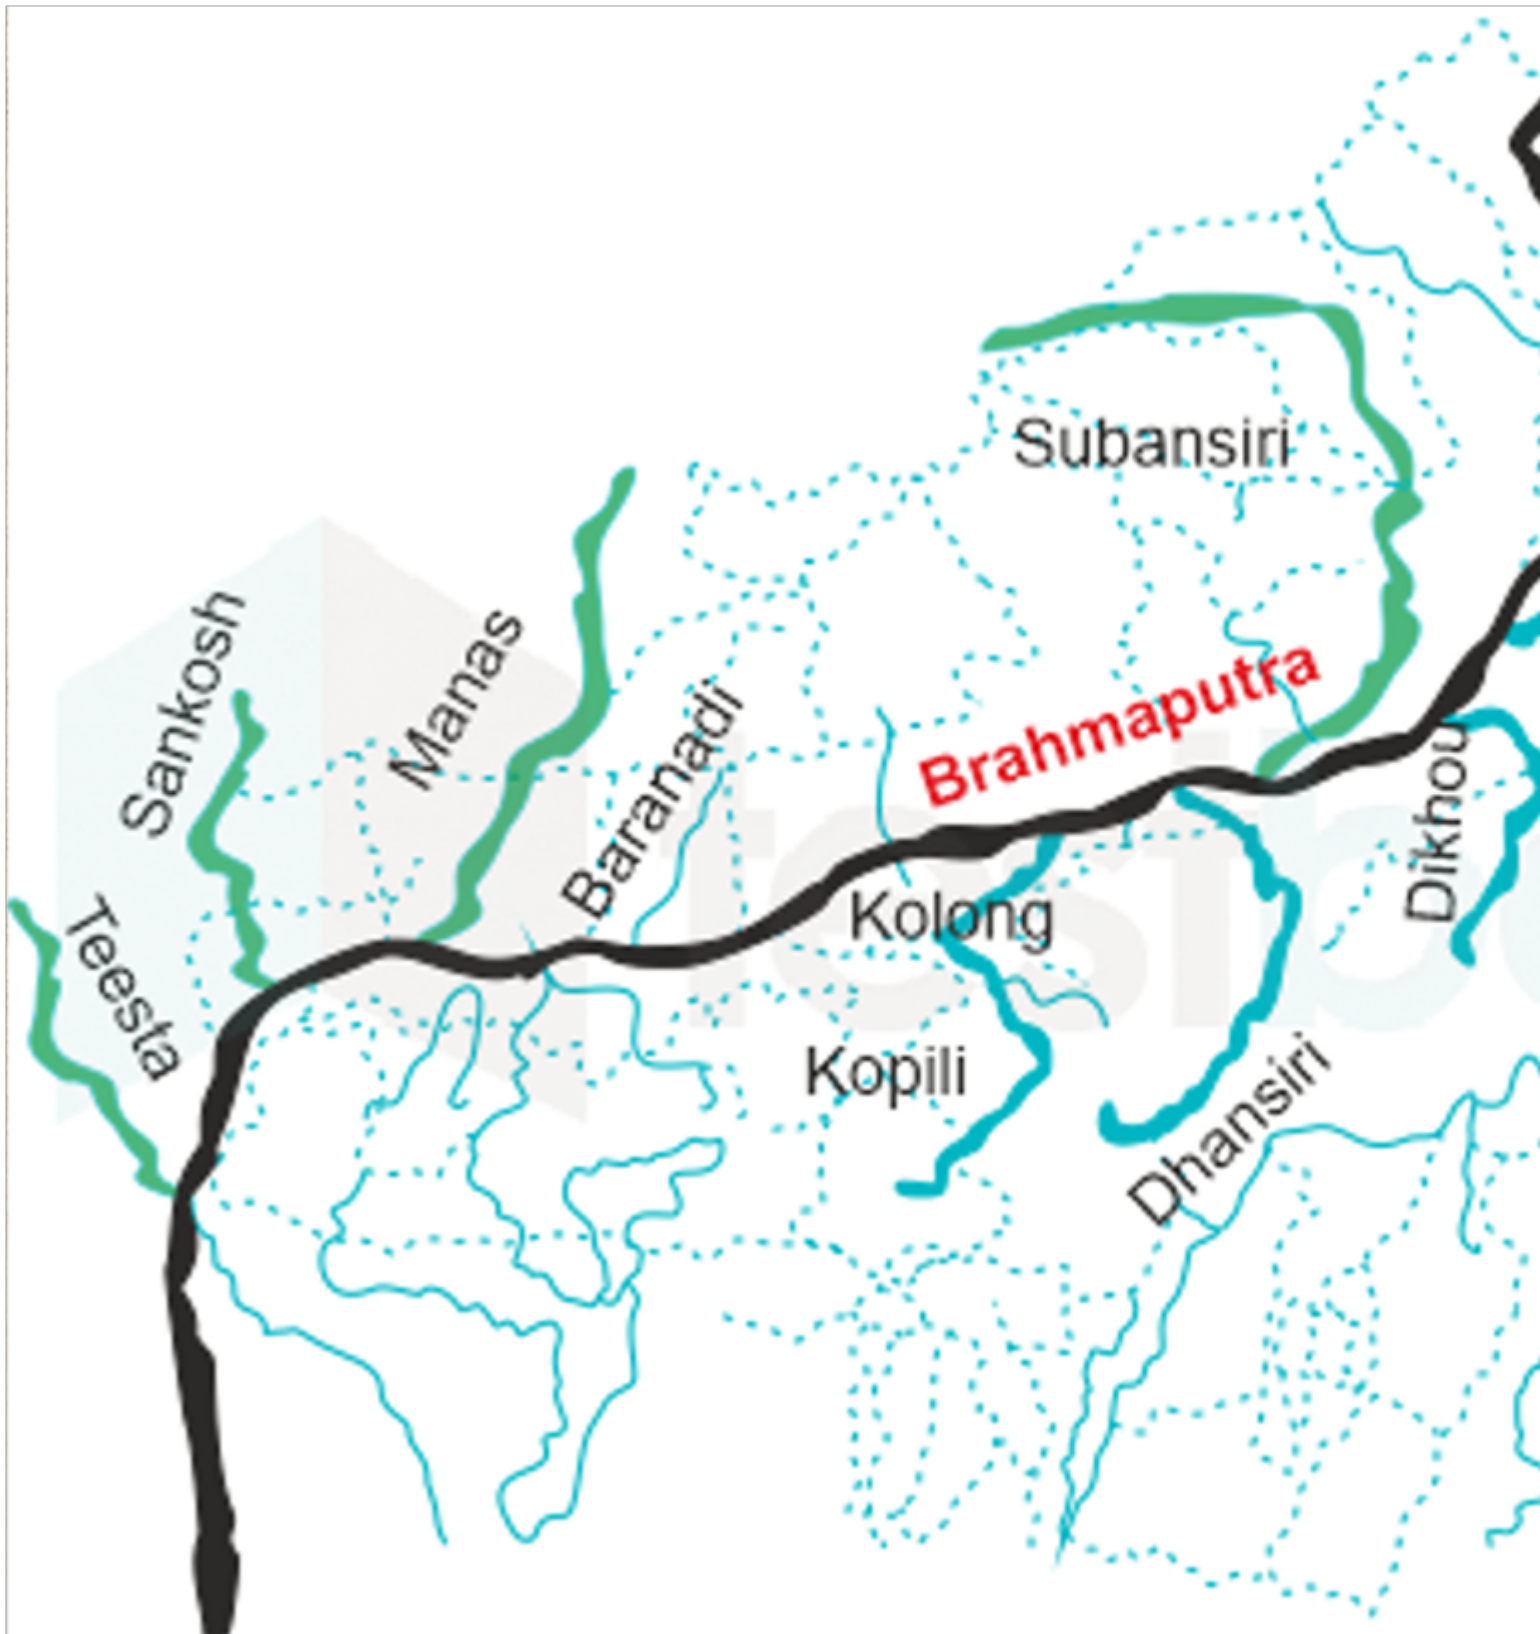 Subansiri
Sankosh
Manas
Baranadi
Brahmaputra
Dikhou
Teesta
Kolong
Kopili
Dhansiri